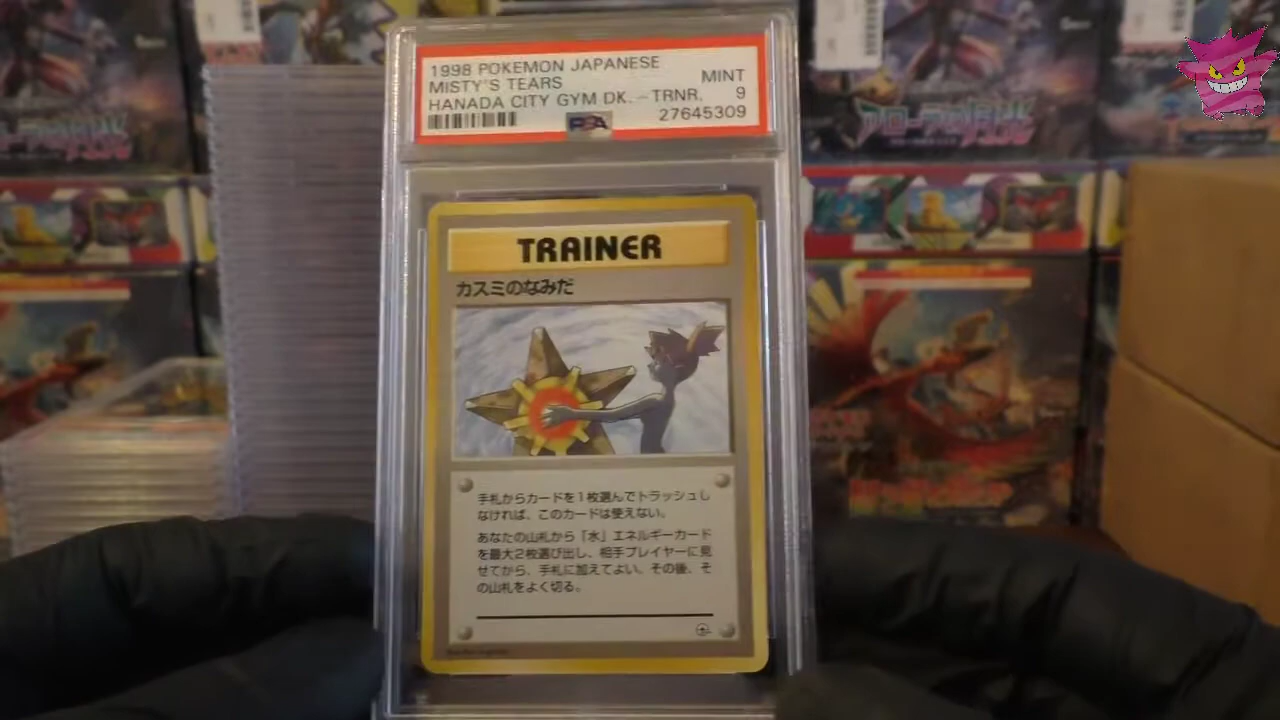 1998 POKEMON JAPANESE
MISTY'S TEARS
MINT
HANADA CITY GYM DK. - TRNR.
9
PSA
27645309
TRAINER
カスミのなみだ
手札からカードを1枚選んでトラッシュし
なければ、このカードは使えない。
あなたの山札から「水」エネルギーカード
を最大2枚選び出し、相手プレイヤーに見
せてから、手札に加えてよい。その後、そ
の山札をよく切る。